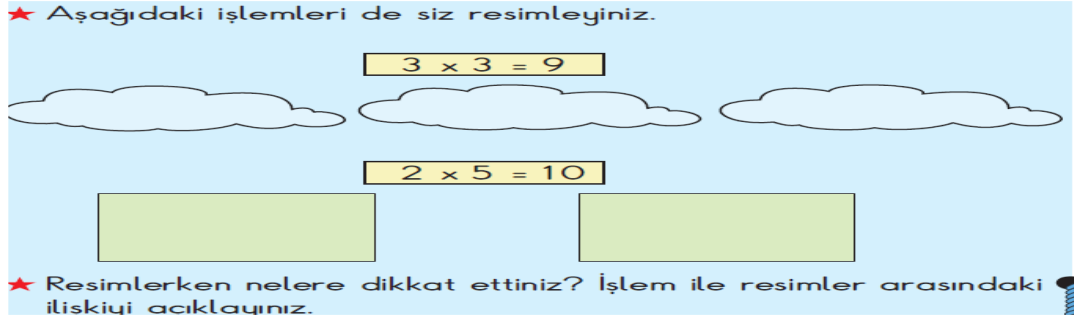 Aşağıdaki işlemleri de siz resimleyiniz.
3 x 3 = 9
2 x 5 = 10
Resimlerken nelere dikkat ettiniz? İşlem ile resimler arasındaki
ilişkiyi açıklayınız.